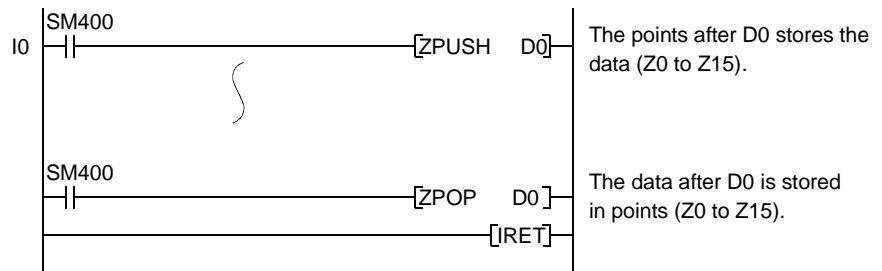 SM400
I0 [ZPUSH D0] The points after D0 stores the
data (Z0 to Z15).
SM400
[ZPOP D0] The data after D0 is stored
in points (Z0 to Z15).
[IRET]